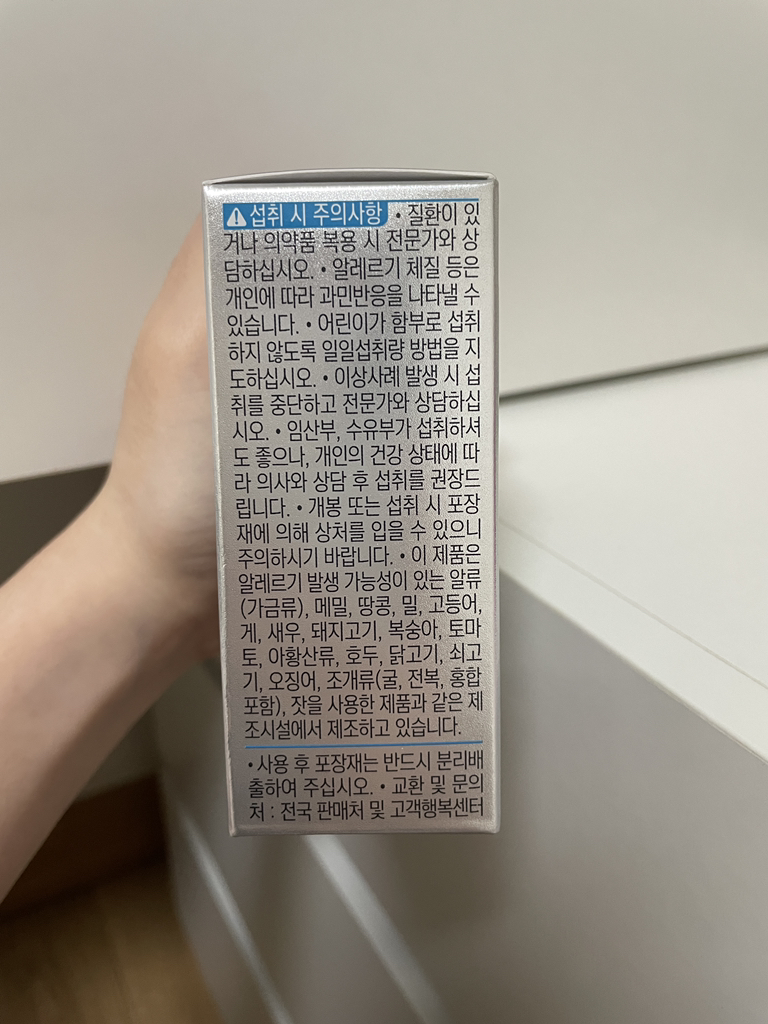 ⚠ 섭취 시 주의사항 • 질환이 있
거나 의약품 복용 시 전문가와 상
담하십시오. • 알레르기 체질 등은
개인에 따라 과민반응을 나타낼 수
있습니다. • 어린이가 함부로 섭취
하지 않도록 일일섭취량 방법을 지
도하십시오. • 이상사례 발생 시 섭
취를 중단하고 전문가와 상담하십
시오. • 임산부, 수유부가 섭취하셔
도 좋으나, 개인의 건강 상태에 따
라 의사와 상담 후 섭취를 권장드
립니다. • 개봉 또는 섭취 시 포장
재에 의해 상처를 입을 수 있으니
주의하시기 바랍니다. • 이 제품은
알레르기 발생 가능성이 있는 알류
(가금류), 메밀, 땅콩, 밀, 고등어,
게, 새우, 돼지고기, 복숭아, 토마
토, 아황산류, 호두, 닭고기, 쇠고
기, 오징어, 조개류(굴, 전복, 홍합
포함), 잣을 사용한 제품과 같은 제
조시설에서 제조하고 있습니다.
• 사용 후 포장재는 반드시 분리배
출하여 주십시오. • 교환 및 문의
처 : 전국 판매처 및 고객행복센터